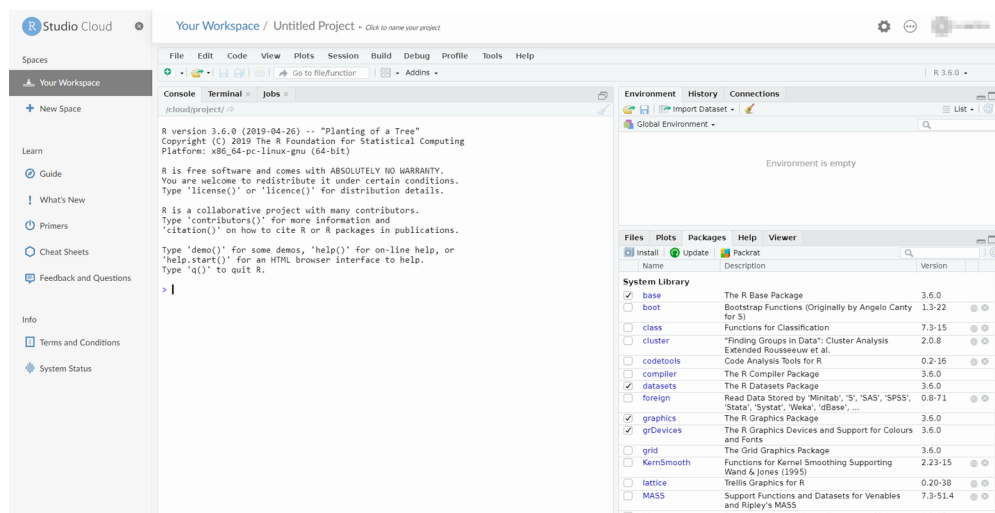 R Studio Cloud
Your Workspace / Untitled Project ← Click to name your project
Spaces
Your Workspace
New Space
Learn
Guide
What's New
Primers
Cheat Sheets
Feedback and Questions
Info
Terms and Conditions
System Status
File Edit Code View Plots Session Build Debug Profile Tools Help
Go to file/function Addins R 3.6.0
Console Terminal Jobs
/cloud/project/
R version 3.6.0 (2019-04-26) -- "Planting of a Tree"
Copyright (C) 2019 The R Foundation for Statistical Computing
Platform: x86_64-pc-linux-gnu (64-bit)
R is free software and comes with ABSOLUTELY NO WARRANTY.
You are welcome to redistribute it under certain conditions.
Type 'license()' or 'licence()' for distribution details.
R is a collaborative project with many contributors.
Type 'contributors()' for more information and
'citation()' on how to cite R or R packages in publications.
Type 'demo()' for some demos, 'help()' for on-line help, or
'help.start()' for an HTML browser interface to help.
Type 'q()' to quit R.
>
Environment History Connections
Import Dataset List
Global Environment
Environment is empty
Files Plots Packages Help Viewer
Install Update Packrat
Name Description Version
System Library
base The R Base Package 3.6.0
boot Bootstrap Functions (Originally by Angelo Canty 1.3-22
for S)
class Functions for Classification 7.3-15
cluster "Finding Groups in Data": Cluster Analysis 2.0.8
Extended Rousseeuw et al.
codetools Code Analysis Tools for R 0.2-16
compiler The R Compiler Package 3.6.0
datasets The R Datasets Package 3.6.0
foreign Read Data Stored by 'Minitab', 'S', 'SAS', 'SPSS', 0.8-71
'Stata', 'Systat', 'Weka', 'dBase', ...
graphics The R Graphics Package 3.6.0
grDevices The R Graphics Devices and Support for Colours 3.6.0
and Fonts
grid The Grid Graphics Package 3.6.0
KernSmooth Functions for Kernel Smoothing Supporting 2.23-15
Wand & Jones (1995)
lattice Trellis Graphics for R 0.20-38
MASS Support Functions and Datasets for Venables 7.3-51.4
and Ripley's MASS